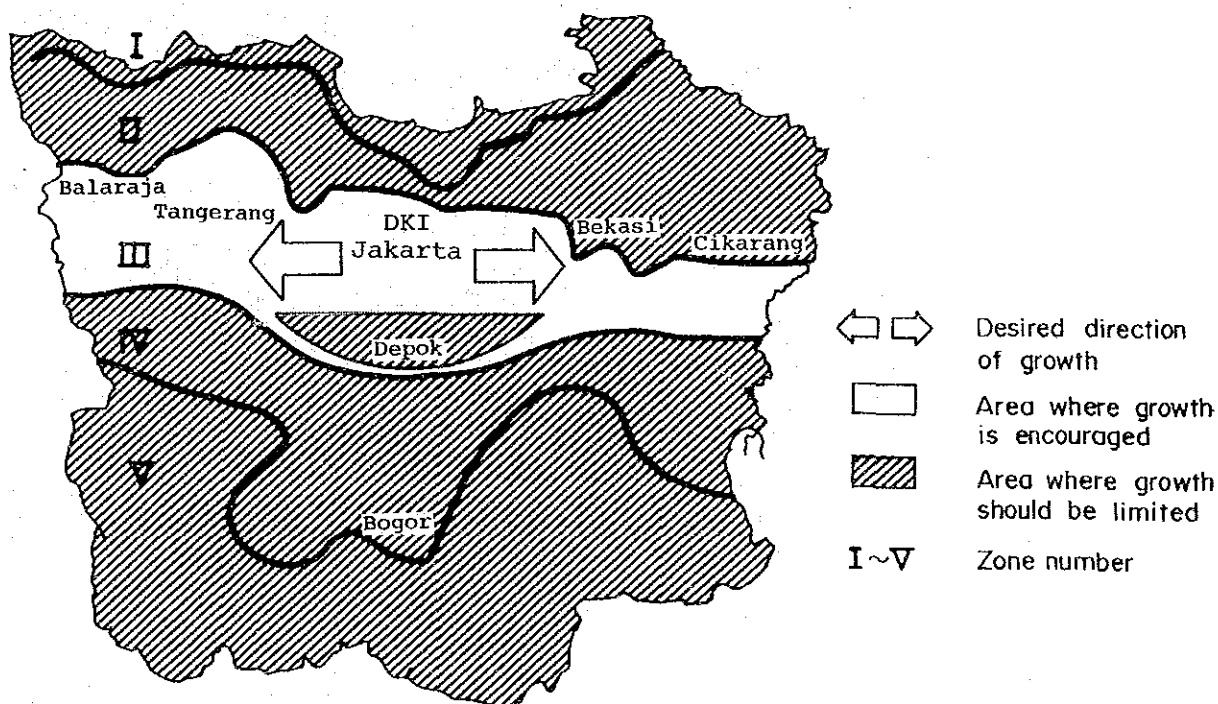 I
II
Balaraja
Tangerang
DKI
Jakarta
Bekasi
Cikarang
III
IV
Depok
V
Bogor
Desired direction
of growth
Area where growth
is encouraged
Area where growth
should be limited
I~V
Zone number